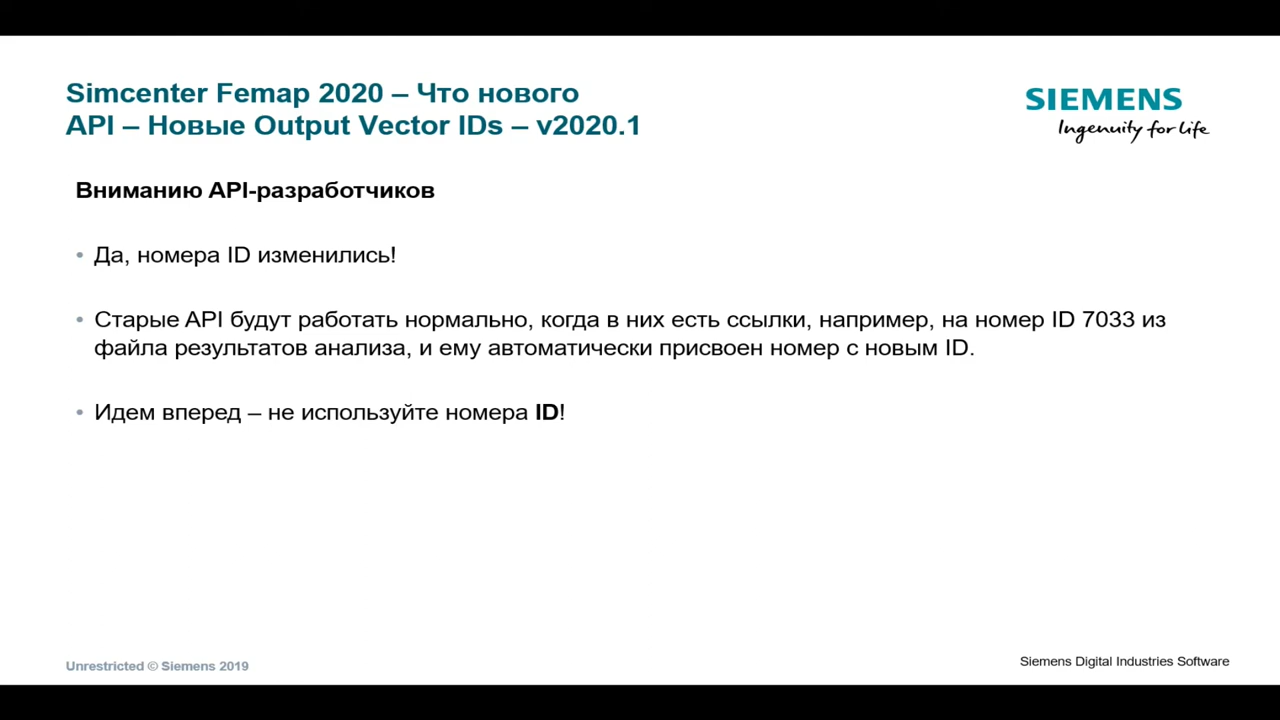 Simcenter Femap 2020 – Что нового
API – Новые Output Vector IDs – v2020.1
SIEMENS
Ingenuity for life
Вниманию API-разработчиков
• Да, номера ID изменились!
• Старые API будут работать нормально, когда в них есть ссылки, например, на номер ID 7033 из
файла результатов анализа, и ему автоматически присвоен номер с новым ID.
• Идем вперед – не используйте номера ID!
Unrestricted © Siemens 2019
Siemens Digital Industries Software